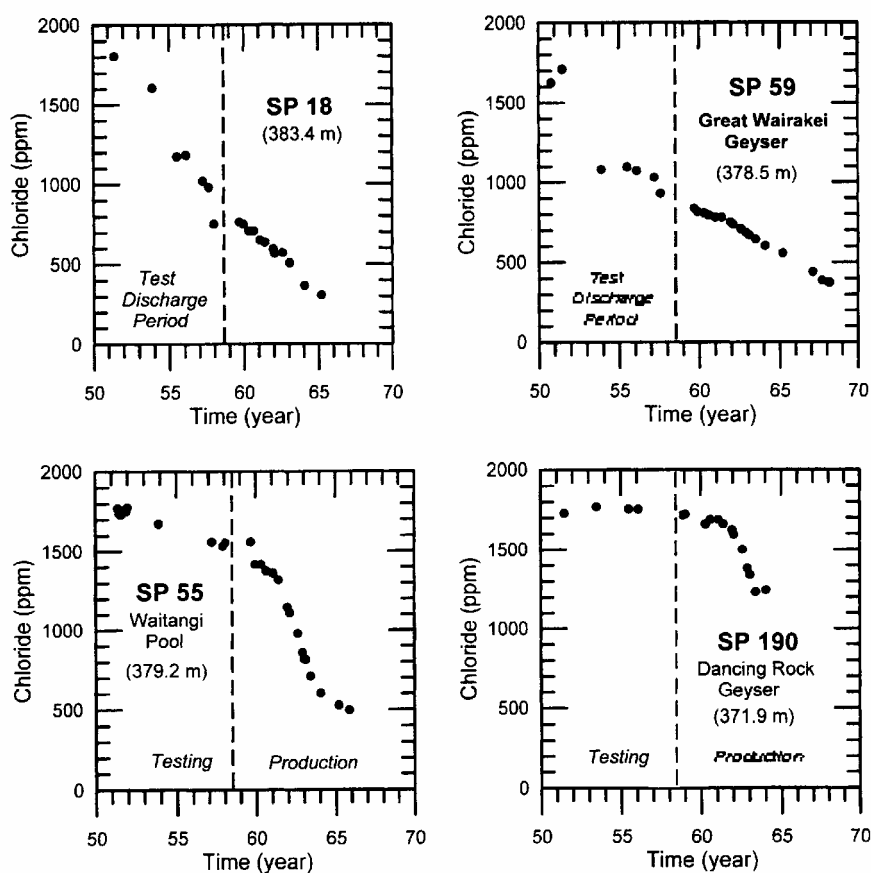 2000
1500
1000
500
0
Chloride (ppm)
SP 18
(383.4 m)
Test
Discharge
Period
50 55 60 65 70
Time (year)
2000
1500
1000
500
0
Chloride (ppm)
SP 59
Great Wairakei
Geyser
(378.5 m)
Test
Discharge
Period
50 55 60 65 70
Time (year)
2000
1500
1000
500
0
Chloride (ppm)
SP 55
Waitangi
Pool
(379.2 m)
Testing Production
50 55 60 65 70
Time (year)
2000
1500
1000
500
0
Chloride (ppm)
SP 190
Dancing Rock
Geyser
(371.9 m)
Testing Production
50 55 60 65 70
Time (year)